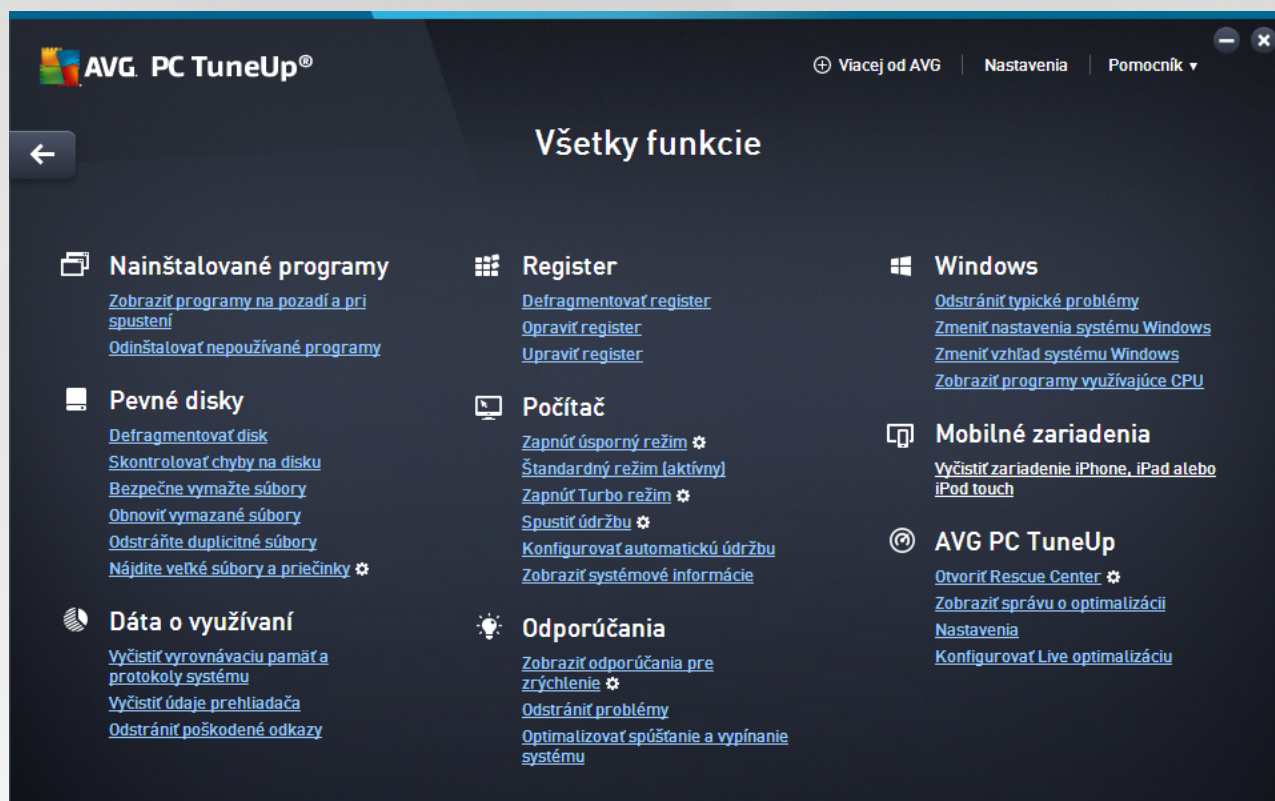 AVG. PC TuneUp®
Viacej od AVG
Nastavenia
Pomocník
Všetky funkcie
Nainštalované programy
Zobraziť programy na pozadí a pri
spustení
Odinštalovať nepoužívané programy
Pevné disky
Defragmentovať disk
Skontrolovať chyby na disku
Bezpečne vymažte súbory
Obnoviť vymazané súbory
Odstráňte duplicitné súbory
Nájdite veľké súbory a priečinky
Dáta o využívaní
Vyčistiť vyrovnávaciu pamäť a
protokoly systému
Vyčistiť údaje prehliadača
Odstrániť poškodené odkazy
Register
Defragmentovať register
Opraviť register
Upraviť register
Počítač
Zapnúť úsporný režim
Štandardný režim (aktívny)
Zapnúť Turbo režim
Spustiť údržbu
Konfigurovať automatickú údržbu
Zobraziť systémové informácie
Odporúčania
Zobraziť odporúčania pre
zrýchlenie
Odstrániť problémy
Optimalizovať spúšťanie a vypínanie
systému
Windows
Odstrániť typické problémy
Zmeniť nastavenia systému Windows
Zmeniť vzhľad systému Windows
Zobraziť programy využívajúce CPU
Mobilné zariadenia
Vyčistiť zariadenie iPhone, iPad alebo
iPod touch
AVG PC TuneUp
Otvoriť Rescue Center
Zobraziť správu o optimalizácii
Nastavenia
Konfigurovať Live optimalizáciu